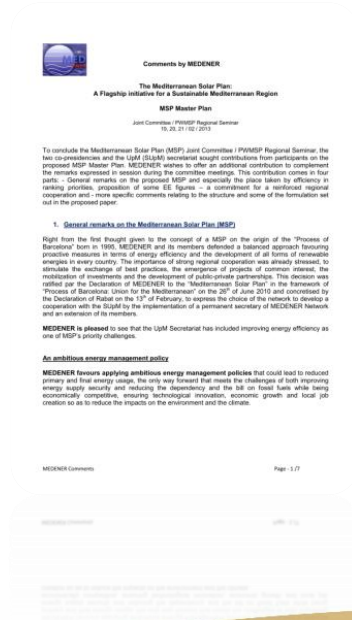 MED
Comments by MEDENER
The Mediterranean Solar Plan:
A Flagship initiative for a Sustainable Mediterranean Region
MSP Master Plan
Joint Committee / PWMSP Regional Seminar
19, 20, 21 / 02 / 2013
To conclude the Mediterranean Solar Plan (MSP) Joint Committee / PWMSP Regional Seminar, the
two co-presidencies and the UpM (SUpM) secretariat sought contributions from participants on the
proposed MSP Master Plan. MEDENER wishes to offer an additional contribution to complement
the remarks expressed in session during the committee meetings. This contribution comes in four
parts; - General remarks on the proposed MSP and especially the place taken by efficiency in
ranking priorities, proposition of some EE figures – a commitment for a reinforced regional
cooperation and - more specific comments relating to the structure and some of the formulation set
out in the proposed paper.
1. General remarks on the Mediterranean Solar Plan (MSP)
Right from the first thought given to the concept of a MSP on the origin of the "Process of
Barcelona" born in 1995, MEDENER and its members defended a balanced approach favouring
proactive measures in terms of energy efficiency and the development of all forms of renewable
energies in every country. The importance of strong regional cooperation was already stressed, to
stimulate the exchange of best practices, the emergence of projects of common interest, the
mobilization of investments and the development of public-private partnerships. This decision was
ratified par the Declaration of MEDENER to the "Mediterranean Solar Plan" in the framework of
"Process of Barcelona: Union for the Mediterranean" on the 26th of June 2010 and concretised by
the Declaration of Rabat on the 13th of February, to express the choice of the network to develop a
cooperation with the SUpM by the implementation of a permanent secretary of MEDENER Network
and an extension of its members.
MEDENER is pleased to see that the UpM Secretariat has included improving energy efficiency as
one of MSP's priority challenges.
An ambitious energy management policy
MEDENER favours applying ambitious energy management policies that could lead to reduced
primary and final energy usage, the only way forward that meets the challenges of both improving
energy supply security and reducing the dependency and the bill on fossil fuels while being
economically competitive, ensuring technological innovation, economic growth and local job
creation so as to reduce the impacts on the environment and the climate.
MEDENER Comments Page - 1 /7